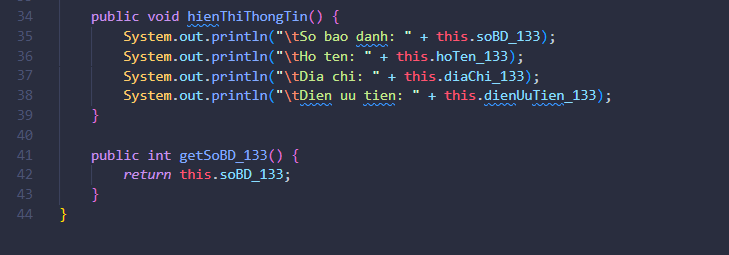 34 public void hienThiThongTin() {
35 System.out.println("\tSo bao danh: " + this.soBD_133);
36 System.out.println("\tHo ten: " + this.hoTen_133);
37 System.out.println("\tDia chi: " + this.diaChi_133);
38 System.out.println("\tDien uu tien: " + this.dienUuTien_133);
39 }
40
41 public int getSoBD_133() {
42 return this.soBD_133;
43 }
44 }